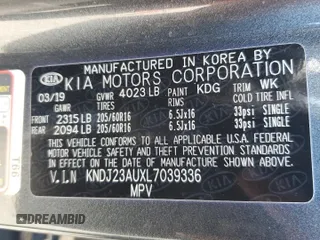 MANUFACTURED IN KOREA BY
KIA KIA MOTORS CORPORATION
03/19 GVWR 4023 LB PAINT KDG TRIM WK
GAWR TIRES RIMS COLD TIRE PRESSURE
FRONT 2315 LB 205/60R16 6.5Jx16 33psi SINGLE
REAR 2094 LB 205/60R16 6.5Jx16 33psi SINGLE
THIS VEHICLE CONFORMS TO ALL APPLICABLE U.S.A. FEDERAL
MOTOR VEHICLE SAFETY, BUMPER, AND THEFT PREVENTION
STANDARDS IN EFFECT ON THE DATE OF MANUFACTURE
SHOWN ABOVE.
V.I.N KNDJ23AUXL7039336
MPV
DREAMBID